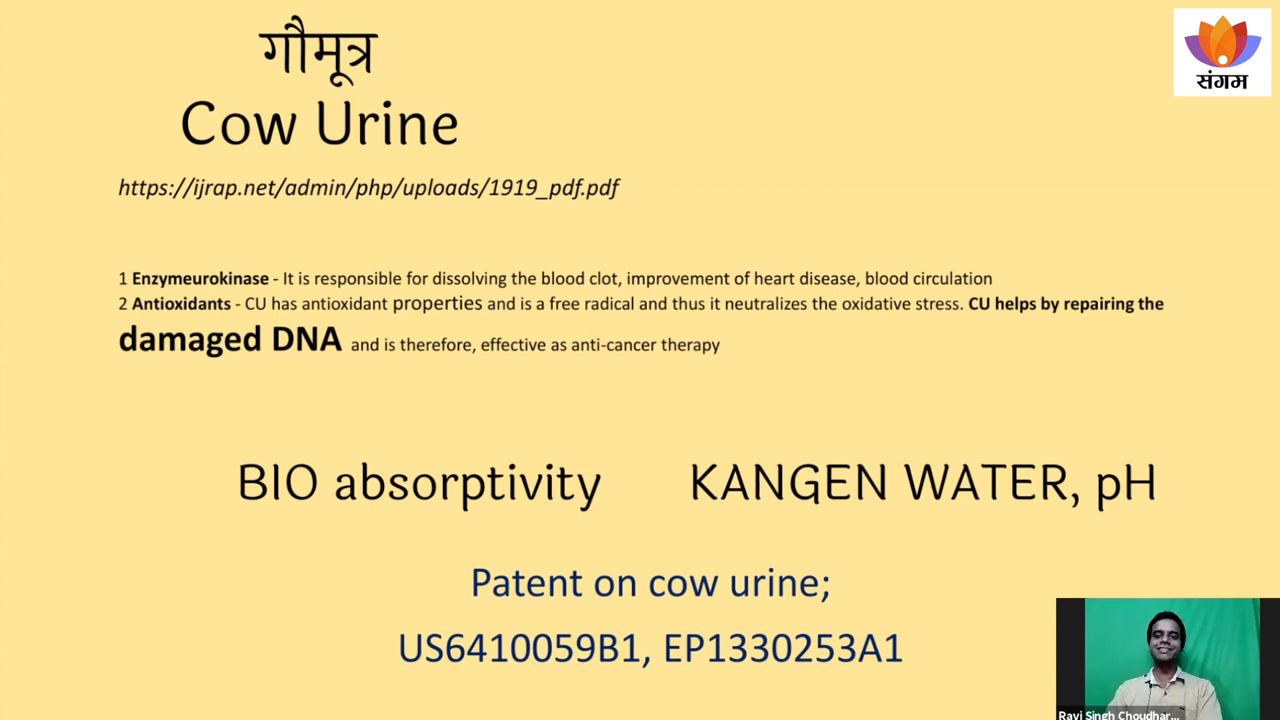 गौमूत्र
संगम
Cow Urine
https://ijrap.net/admin/php/uploads/1919_pdf.pdf
1 Enzymeurokinase - It is responsible for dissolving the blood clot, improvement of heart disease, blood circulation
2 Antioxidants - CU has antioxidant properties and is a free radical and thus it neutralizes the oxidative stress. CU helps by repairing the
damaged DNA and is therefore, effective as anti-cancer therapy
BIO absorptivity KANGEN WATER, pH
Patent on cow urine;
US6410059B1, EP1330253A1
Ravi Singh Choudhar...